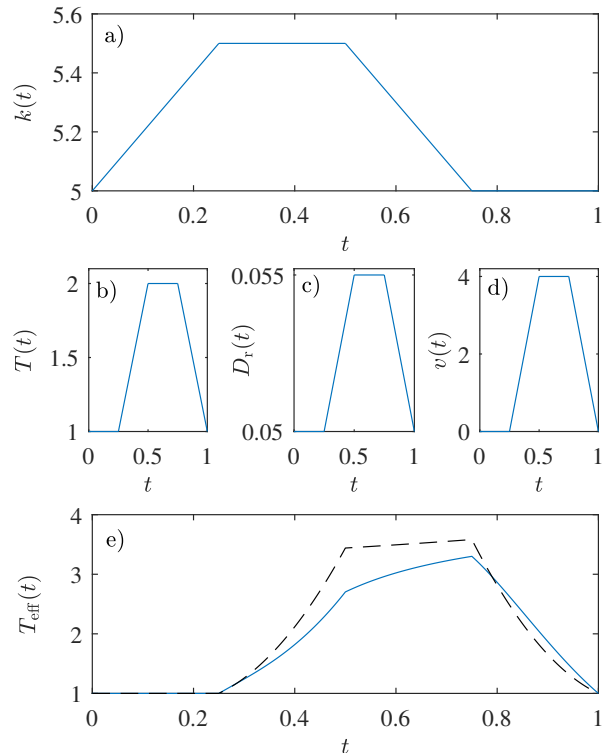 5.6
a)
5.4
k(t)
5.2
5
0 0.2 0.4 0.6 0.8 1
t
2 b) 0.055 c) 4 d)
T(t) 1.5 D_r(t) v(t) 2
1 0.05 0
0 0.5 1 0 0.5 1 0 0.5 1
t t t
4
e)
3
T_eff(t)
2
1
0 0.2 0.4 0.6 0.8 1
t